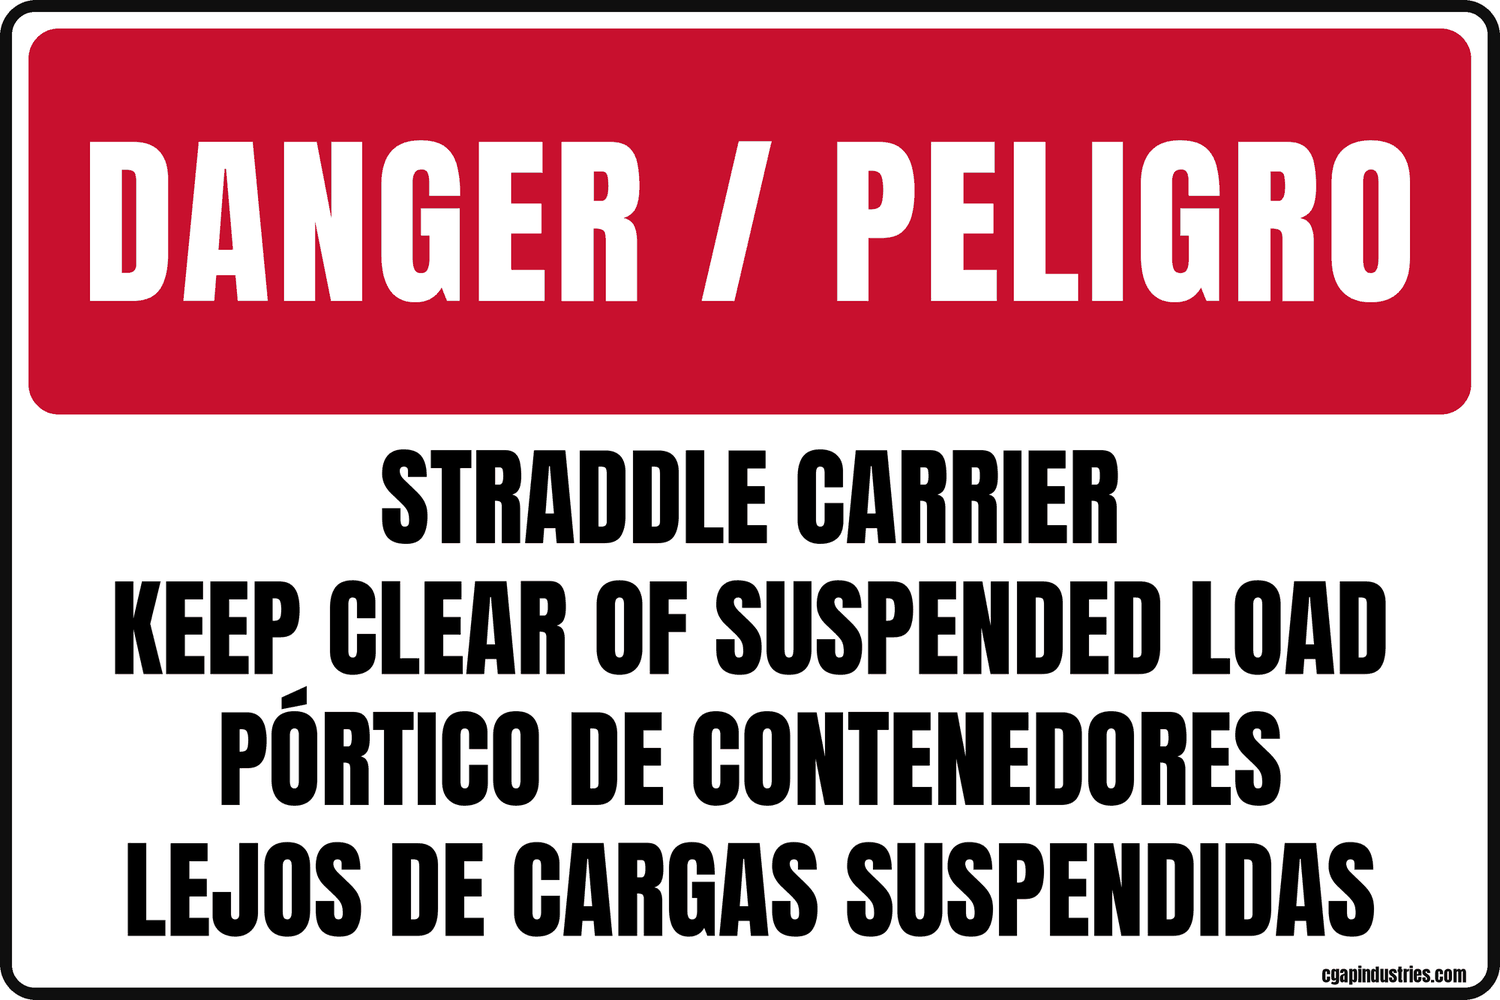 DANGER / PELIGRO
STRADDLE CARRIER
KEEP CLEAR OF SUSPENDED LOAD
PÓRTICO DE CONTENEDORES
LEJOS DE CARGAS SUSPENDIDAS
cgapindustries.com